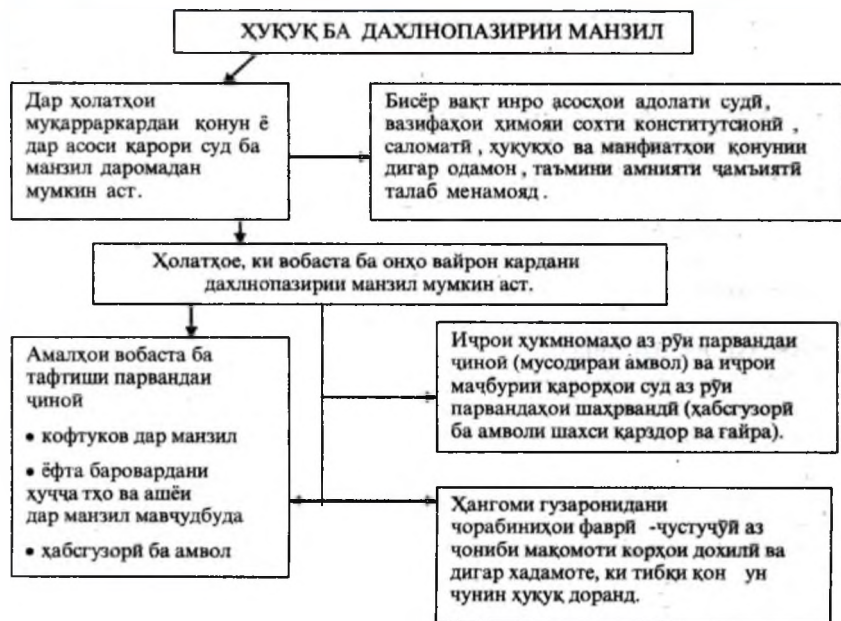 ҲУҚУҚ БА ДАХЛНОПАЗИРИИ МАНЗИЛ
Дар ҳолатҳои
муқарраркардаи қонун ё
дар асоси қарори суд ба
манзил даромадан
мумкин аст.
Бисёр вақт инро асосҳои адолати судӣ,
вазифаҳои ҳимояи сохти конститутсионӣ ,
саломатӣ , ҳуқуқҳо ва манфиатҳои қонунии
дигар одамон , таъмини амнияти ҷамъиятӣ
талаб менамояд .
Ҳолатҳое, ки вобаста ба онҳо вайрон кардани
дахлнопазирии манзил мумкин аст.
Амалҳои вобаста ба
тафтиши парвандаи
ҷиноӣ
• кофтуков дар манзил
• ёфта баровардани
ҳуҷҷа тҳо ва ашёи
дар манзил мавҷудбуда
• ҳабсгузорӣ ба амвол
Иҷрои ҳукмномаҳо аз рӯи парвандаи
ҷиноӣ (мусодираи амвол) ва иҷрои
маҷбурии қарорҳои суд аз рӯи
парвандаҳои шаҳрвандӣ (ҳабсгузорӣ
ба амволи шахси қарздор ва ғайра).
Ҳангоми гузаронидани
чорабиниҳои фаврӣ -ҷустуҷӯӣ аз
ҷониби мақомоти корҳои дохилӣ ва
дигар хадамоте, ки тибқи қон ун
чунин ҳуқуқ доранд.